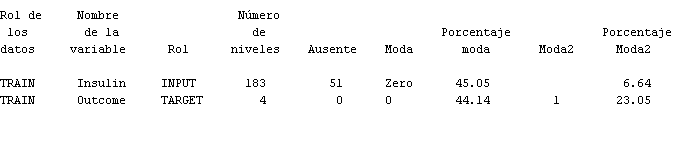 Rol de Nombre Número
los de la de Porcentaje Porcentaje
datos variable Rol niveles Ausente Moda moda Moda2 Moda2
TRAIN Insulin INPUT 183 51 Zero 45.05 6.64
TRAIN Outcome TARGET 4 0 0 44.14 1 23.05